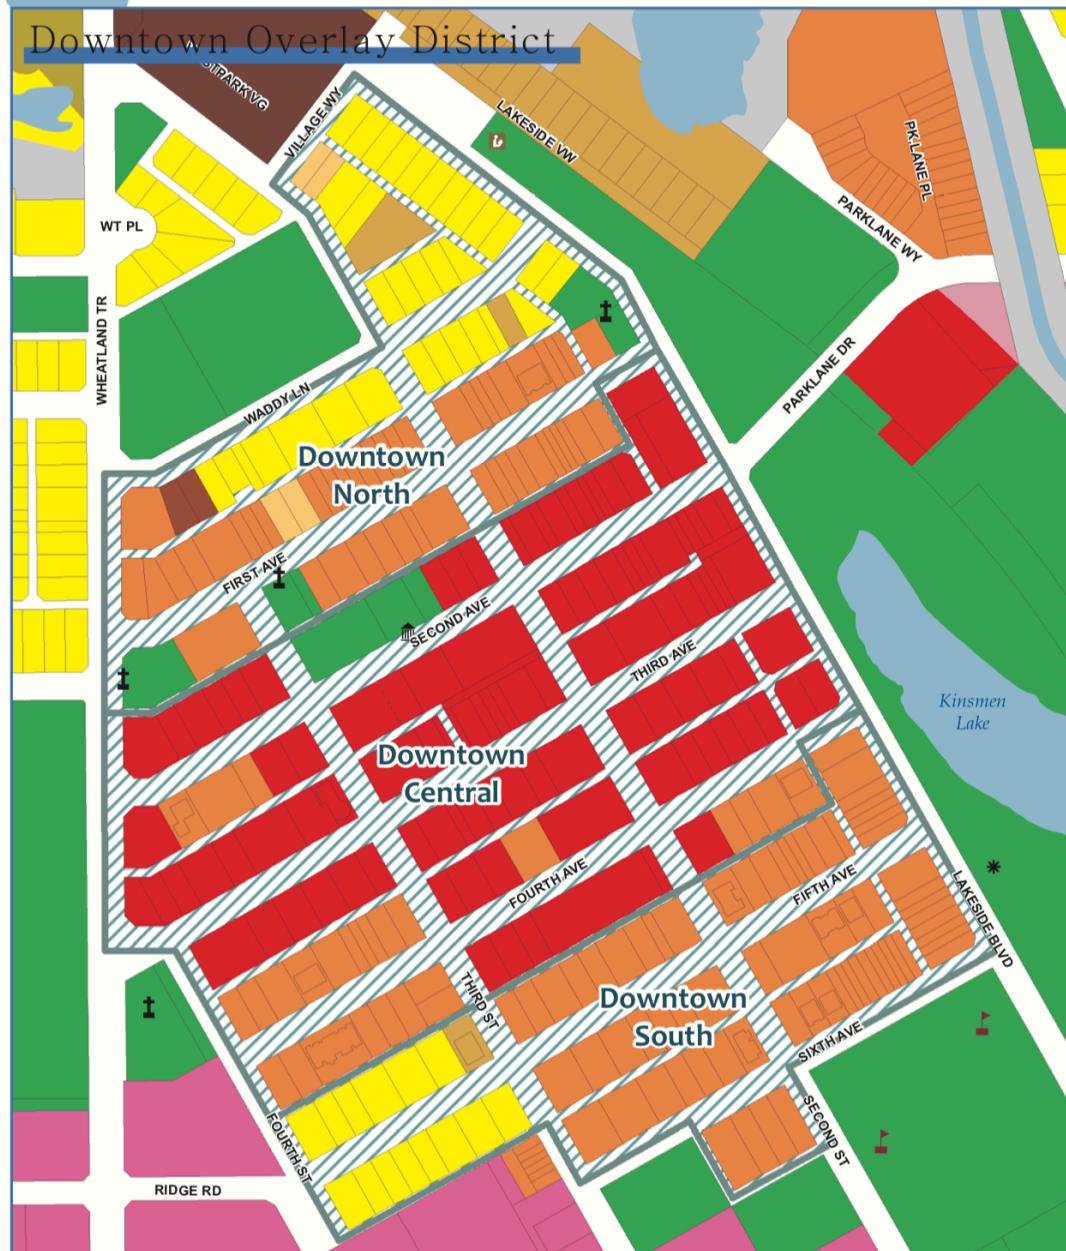 Downtown Overlay District
VILLAGE WY
LAKESIDE VW
PK LANE PL
PARKLANE WY
WT PL
WHEATLAND TR
PARKLANE DR
WADDY LN
Downtown
North
FIRST AVE
SECOND AVE
THIRD AVE
Kinsmen
Lake
Downtown
Central
FOURTH AVE
FIFTH AVE
LAKESIDE BLVD
THIRD ST
Downtown
South
SIXTH AVE
SECOND ST
FOURTH ST
RIDGE RD